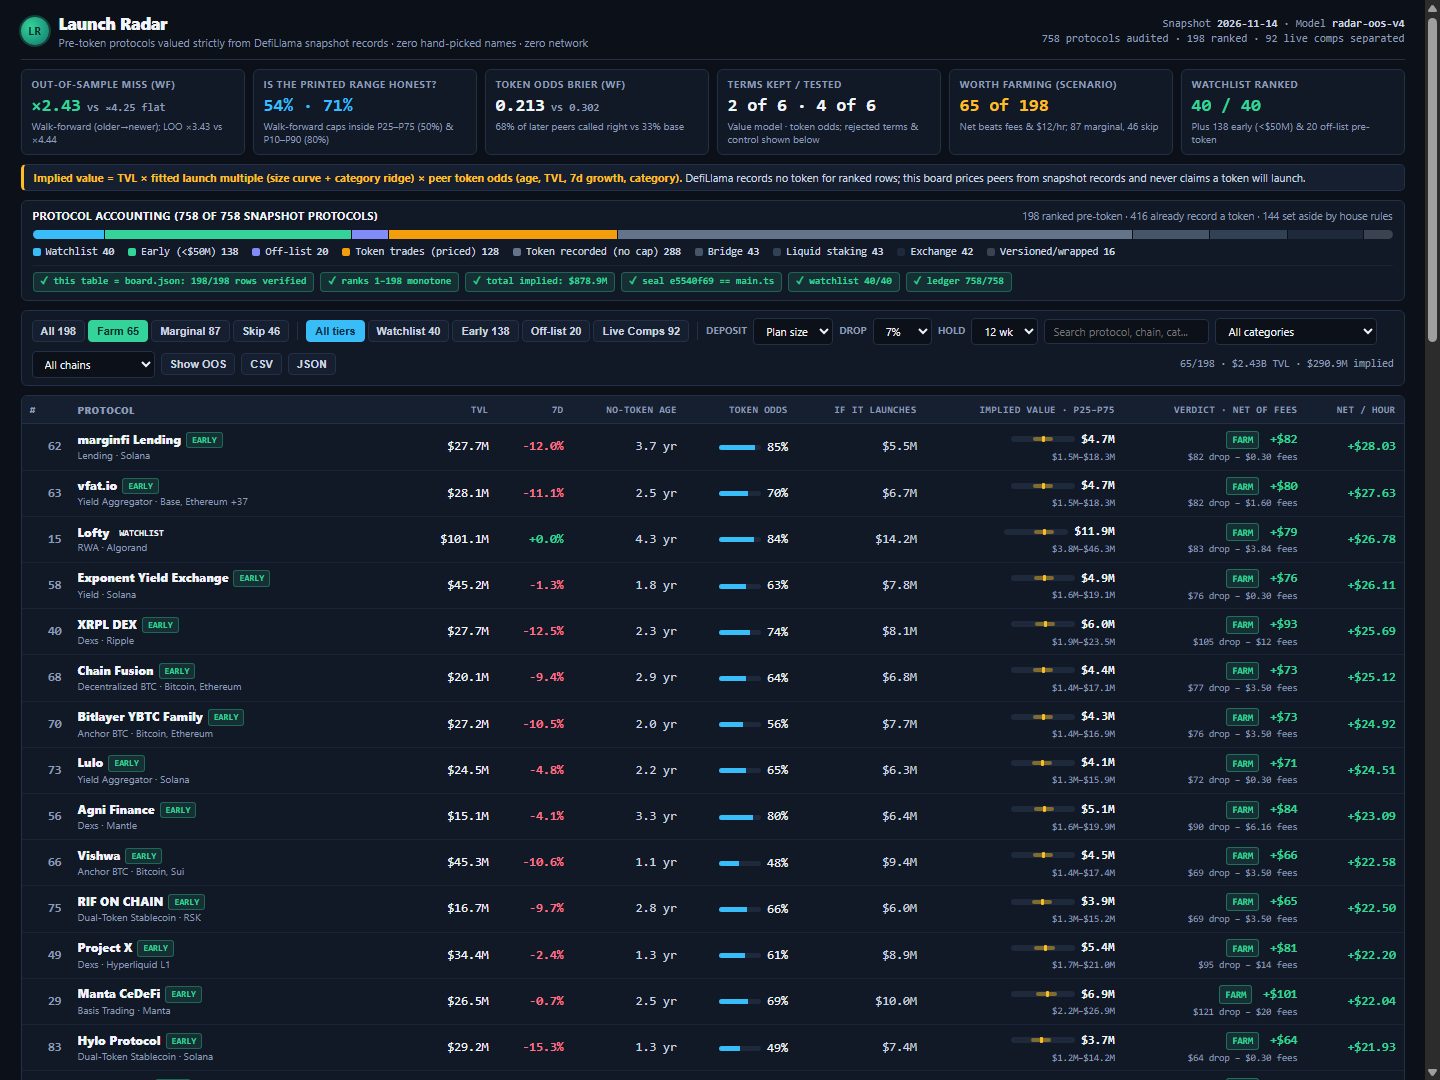 LR
Launch Radar
Pre-token protocols valued strictly from DefiLlama snapshot records · zero hand-picked names · zero network
Snapshot 2026-11-14 · Model radar-oos-v4
758 protocols audited · 198 ranked · 92 live comps separated
OUT-OF-SAMPLE MISS (WF)
×2.43 vs ×4.25 flat
Walk-forward (older→newer); LOO ×3.43 vs
×4.44
IS THE PRINTED RANGE HONEST?
54% · 71%
Walk-forward caps inside P25–P75 (50%) &
P10–P90 (80%)
TOKEN ODDS BRIER (WF)
0.213 vs 0.302
68% of later peers called right vs 33% base
TERMS KEPT / TESTED
2 of 6 · 4 of 6
Value model · token odds; rejected terms &
control shown below
WORTH FARMING (SCENARIO)
65 of 198
Net beats fees & $12/hr; 87 marginal, 46 skip
WATCHLIST RANKED
40 / 40
Plus 138 early (<$50M) & 20 off-list pre-
token
Implied value = TVL × fitted launch multiple (size curve + category ridge) × peer token odds (age, TVL, 7d growth, category). DefiLlama records no token for ranked rows; this board prices peers from snapshot records and never claims a token will launch.
PROTOCOL ACCOUNTING (758 OF 758 SNAPSHOT PROTOCOLS)
198 ranked pre-token · 416 already record a token · 144 set aside by house rules
Watchlist 40 Early (<$50M) 138 Off-list 20 Token trades (priced) 128 Token recorded (no cap) 288 Bridge 43 Liquid staking 43 Exchange 42 Versioned/wrapped 16
✓ this table = board.json: 198/198 rows verified ✓ ranks 1–198 monotone ✓ total implied: $878.9M ✓ seal e5540f69 == main.ts ✓ watchlist 40/40 ✓ ledger 758/758
All 198 Farm 65 Marginal 87 Skip 46 All tiers Watchlist 40 Early 138 Off-list 20 Live Comps 92 DEPOSIT Plan size DROP 7% HOLD 12 wk Search protocol, chain, cat... All categories
All chains Show OOS CSV JSON 65/198 · $2.43B TVL · $290.9M implied
# PROTOCOL TVL 7D NO-TOKEN AGE TOKEN ODDS IF IT LAUNCHES IMPLIED VALUE · P25–P75 VERDICT · NET OF FEES NET / HOUR
62 marginfi Lending EARLY $27.7M -12.0% 3.7 yr 85% $5.5M $4.7M FARM +$82 +$28.03
Lending · Solana $1.5M–$18.3M $82 drop − $0.30 fees
63 vfat.io EARLY $28.1M -11.1% 2.5 yr 70% $6.7M $4.7M FARM +$80 +$27.63
Yield Aggregator · Base, Ethereum +37 $1.5M–$18.3M $82 drop − $1.60 fees
15 Lofty WATCHLIST $101.1M +0.0% 4.3 yr 84% $14.2M $11.9M FARM +$79 +$26.78
RWA · Algorand $3.8M–$46.3M $83 drop − $3.84 fees
58 Exponent Yield Exchange EARLY $45.2M -1.3% 1.8 yr 63% $7.8M $4.9M FARM +$76 +$26.11
Yield · Solana $1.6M–$19.1M $76 drop − $0.30 fees
40 XRPL DEX EARLY $27.7M -12.5% 2.3 yr 74% $8.1M $6.0M FARM +$93 +$25.69
Dexs · Ripple $1.9M–$23.5M $105 drop − $12 fees
68 Chain Fusion EARLY $20.1M -9.4% 2.9 yr 64% $6.8M $4.4M FARM +$73 +$25.12
Decentralized BTC · Bitcoin, Ethereum $1.4M–$17.1M $77 drop − $3.50 fees
70 Bitlayer YBTC Family EARLY $27.2M -10.5% 2.0 yr 56% $7.7M $4.3M FARM +$73 +$24.92
Anchor BTC · Bitcoin, Ethereum $1.4M–$16.9M $76 drop − $3.50 fees
73 Lulo EARLY $24.5M -4.8% 2.2 yr 65% $6.3M $4.1M FARM +$71 +$24.51
Yield Aggregator · Solana $1.3M–$15.9M $72 drop − $0.30 fees
56 Agni Finance EARLY $15.1M -4.1% 3.3 yr 80% $6.4M $5.1M FARM +$84 +$23.09
Dexs · Mantle $1.6M–$19.9M $90 drop − $6.16 fees
66 Vishwa EARLY $45.3M -10.6% 1.1 yr 48% $9.4M $4.5M FARM +$66 +$22.58
Anchor BTC · Bitcoin, Sui $1.4M–$17.4M $69 drop − $3.50 fees
75 RIF ON CHAIN EARLY $16.7M -9.7% 2.8 yr 66% $6.0M $3.9M FARM +$65 +$22.50
Dual-Token Stablecoin · RSK $1.3M–$15.2M $69 drop − $3.50 fees
49 Project X EARLY $34.4M -2.4% 1.3 yr 61% $8.9M $5.4M FARM +$81 +$22.20
Dexs · Hyperliquid L1 $1.7M–$21.0M $95 drop − $14 fees
29 Manta CeDeFi EARLY $26.5M -0.7% 2.5 yr 69% $10.0M $6.9M FARM +$101 +$22.04
Basis Trading · Manta $2.2M–$26.9M $121 drop − $20 fees
83 Hylo Protocol EARLY $29.2M -15.3% 1.3 yr 49% $7.4M $3.7M FARM +$64 +$21.93
Dual-Token Stablecoin · Solana $1.2M–$14.2M $64 drop − $0.30 fees